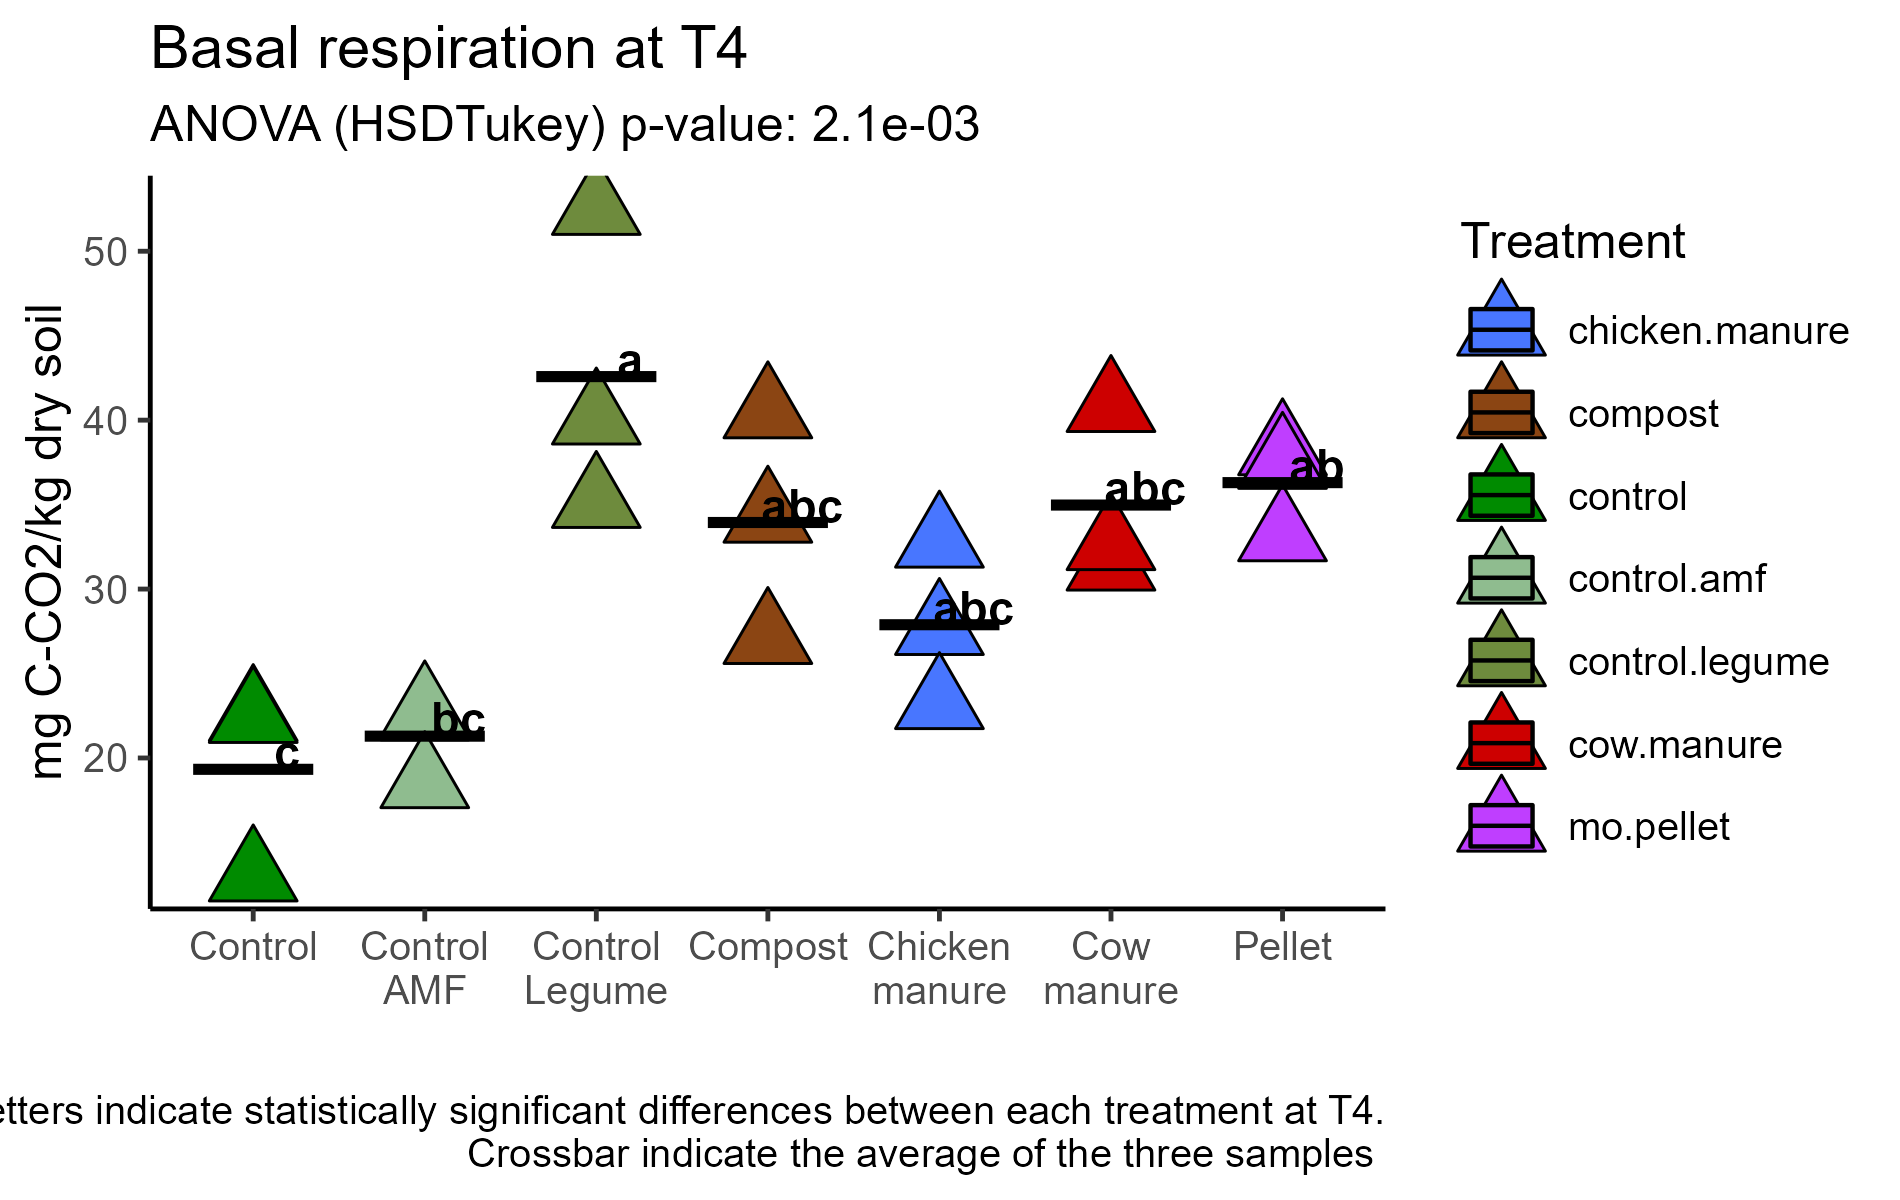 Basal respiration at T4
ANOVA (HSDTukey) p-value: 2.1e-03
mg C-CO2/kg dry soil
50
40
30
20
a
abc
abc
abc
ab
bc
c
Control
Control
AMF
Control
Legume
Compost
Chicken
manure
Cow
manure
Pellet
Treatment
chicken.manure
compost
control
control.amf
control.legume
cow.manure
mo.pellet
indicate statistically significant differences between each treatment at T4.
Crossbar indicate the average of the three samples